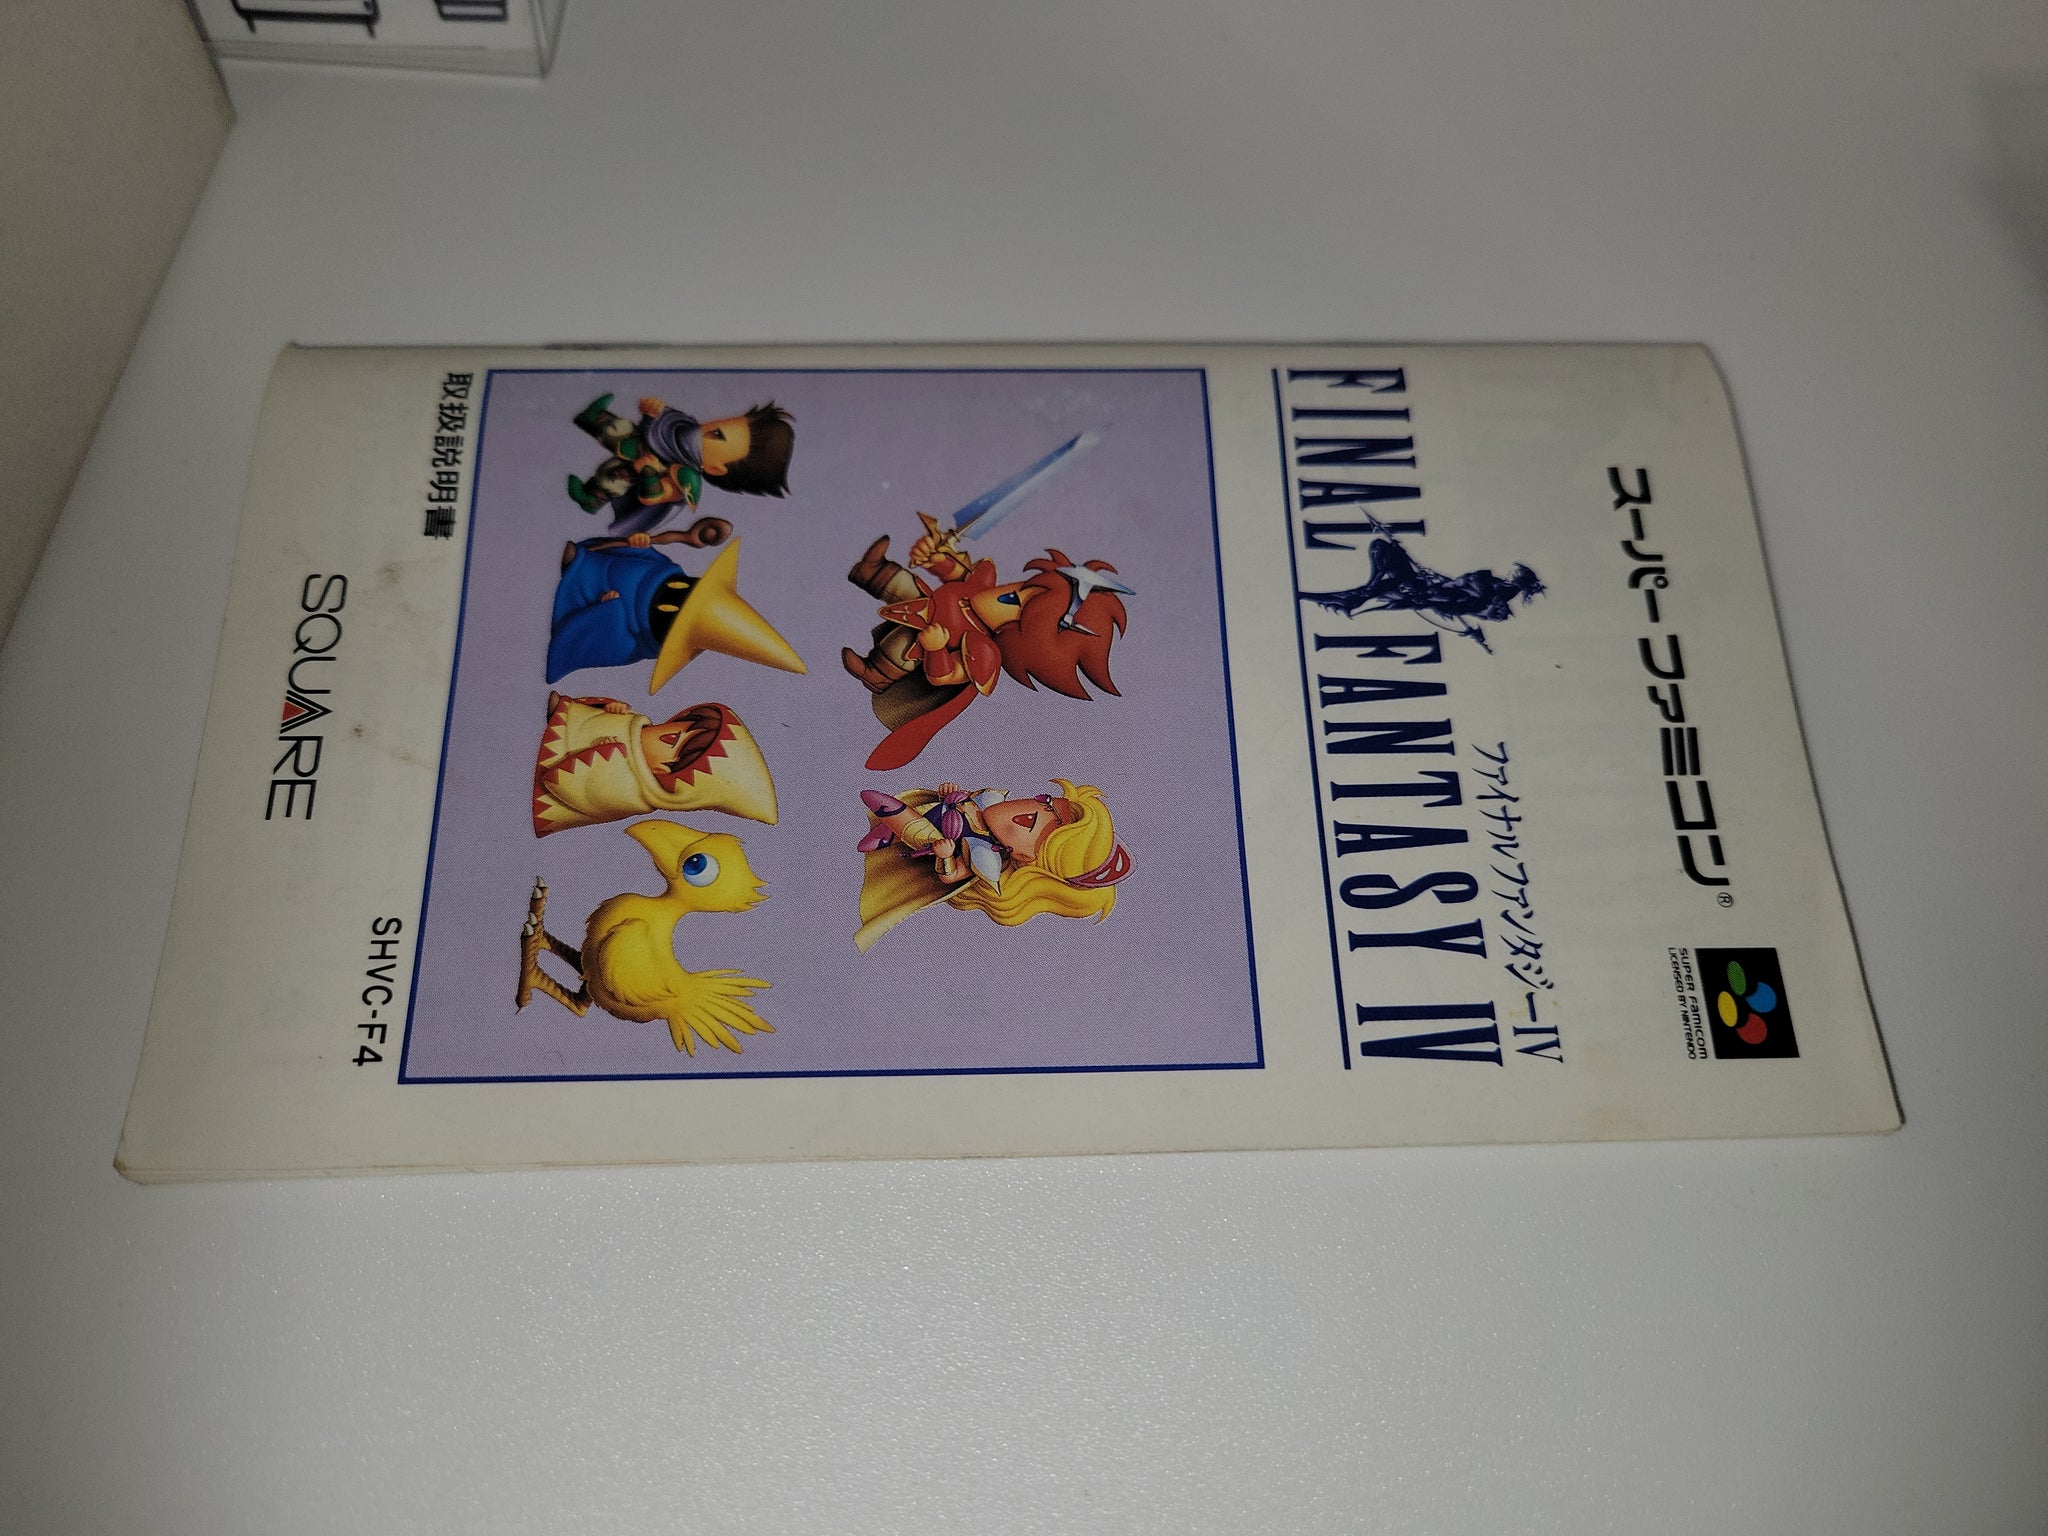 スーパーファミコン®
SUPER Famicom
LICENSED BY NINTENDO
ファイナルファンタジーIV
FINAL FANTASY IV
取扱説明書
SHVC-F4
SQUARE